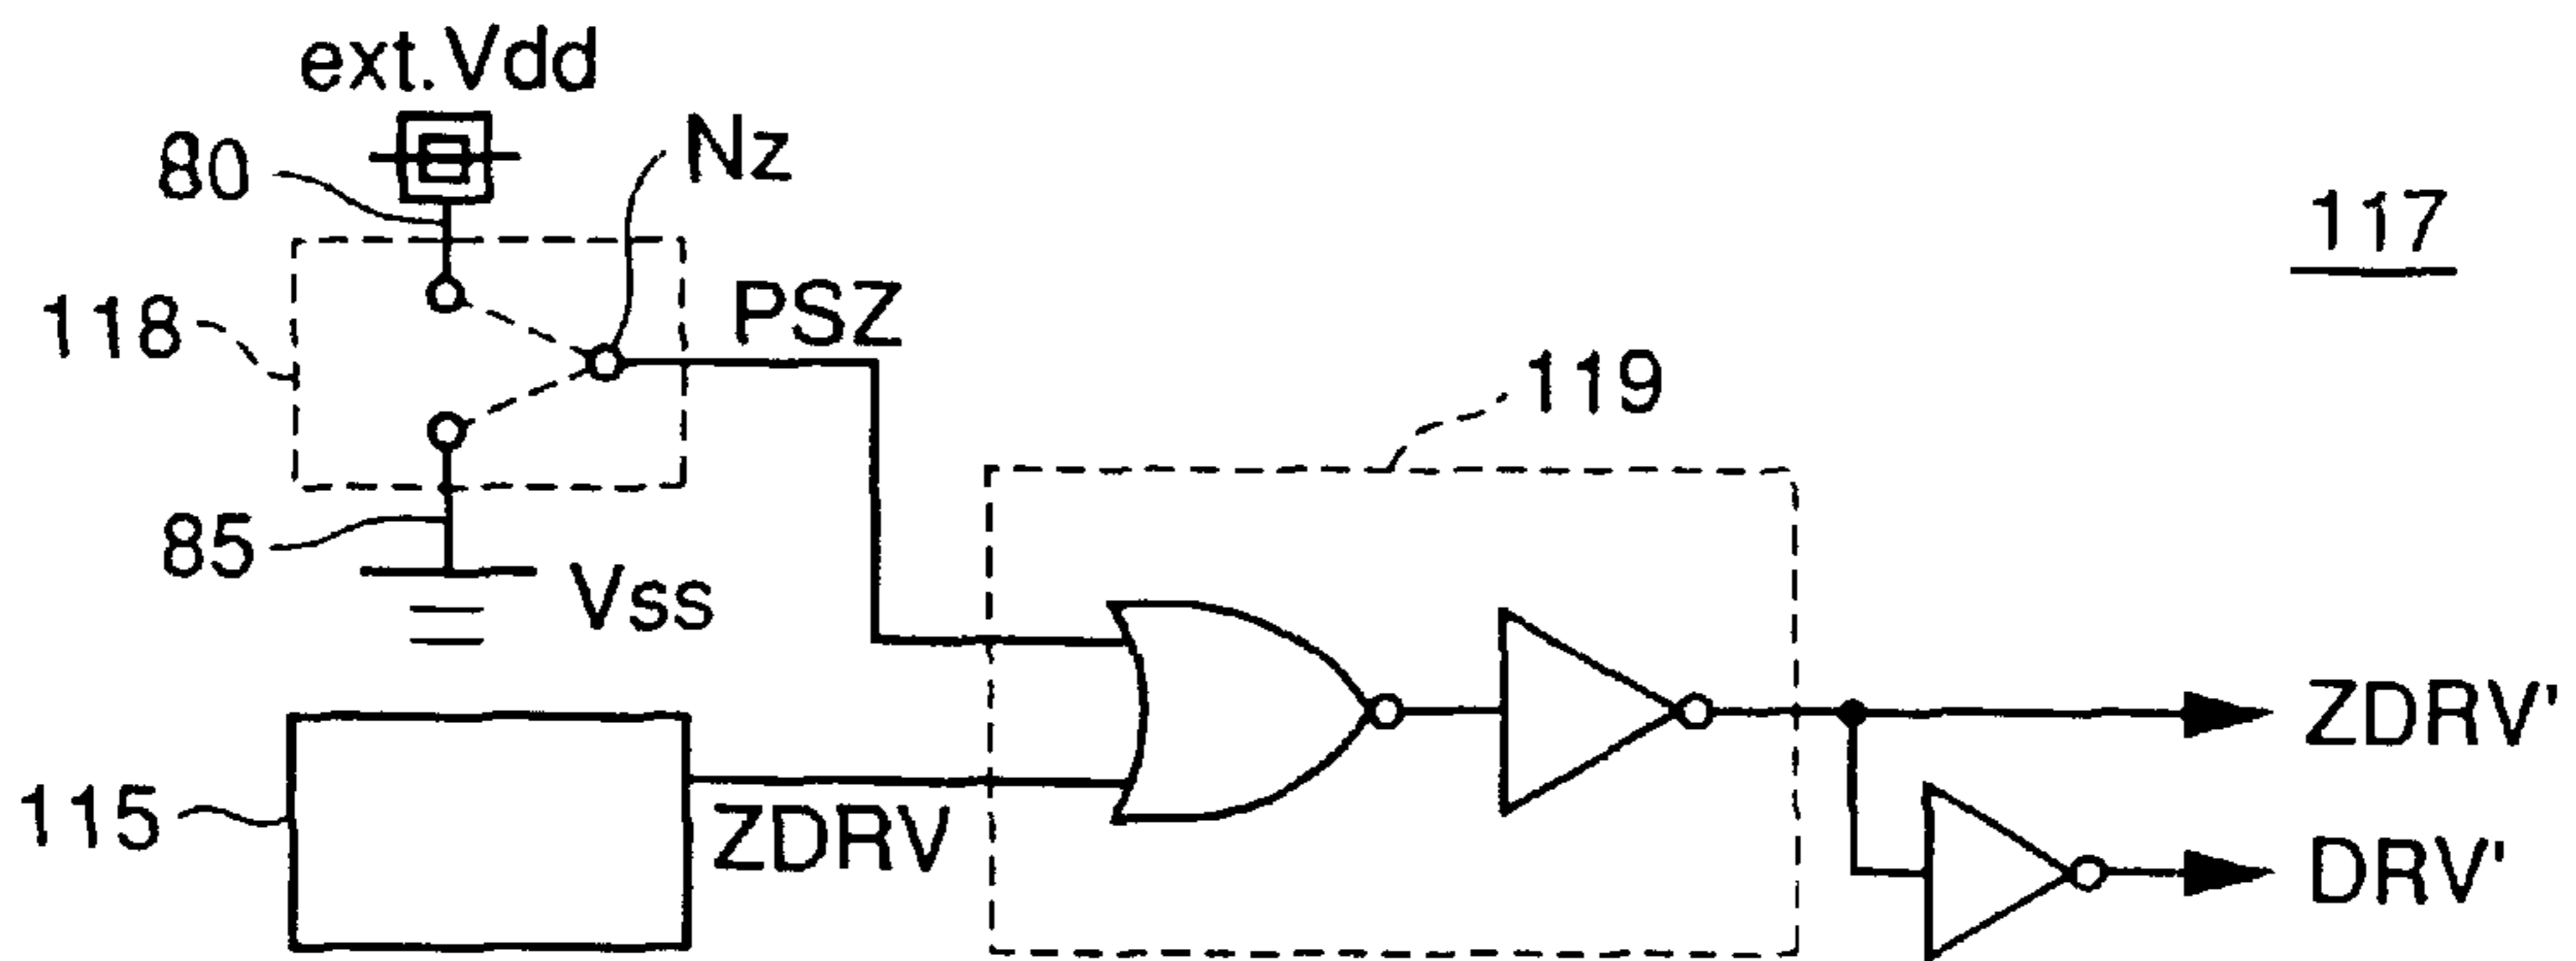 ext.Vdd
80
Nz
117
118
PSZ
119
85
Vss
115
ZDRV
ZDRV'
DRV'